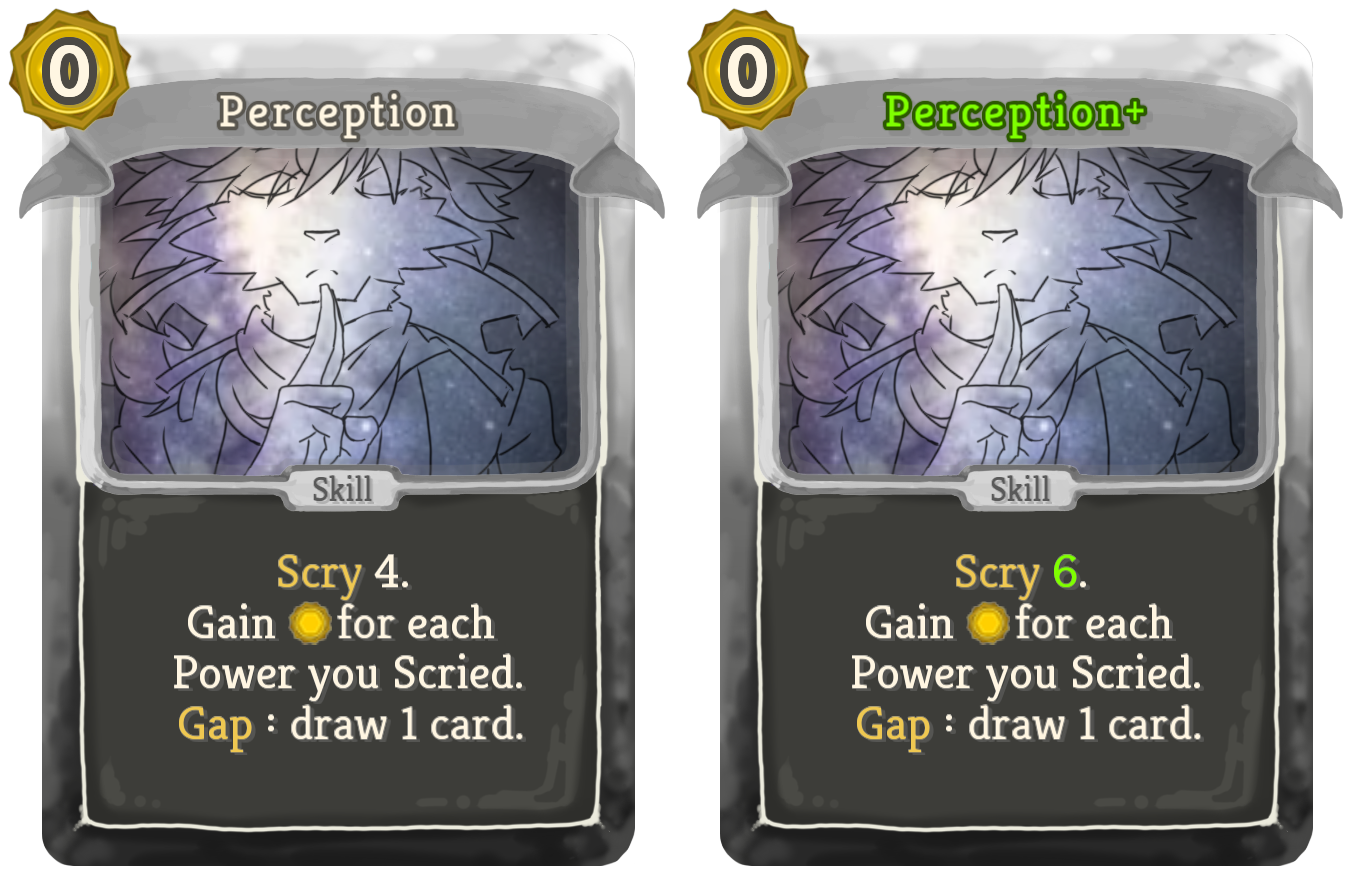 0
Perception
Skill
Scry 4.
Gain for each
Power you Scried.
Gap : draw 1 card.
0
Perception+
Skill
Scry 6.
Gain for each
Power you Scried.
Gap : draw 1 card.